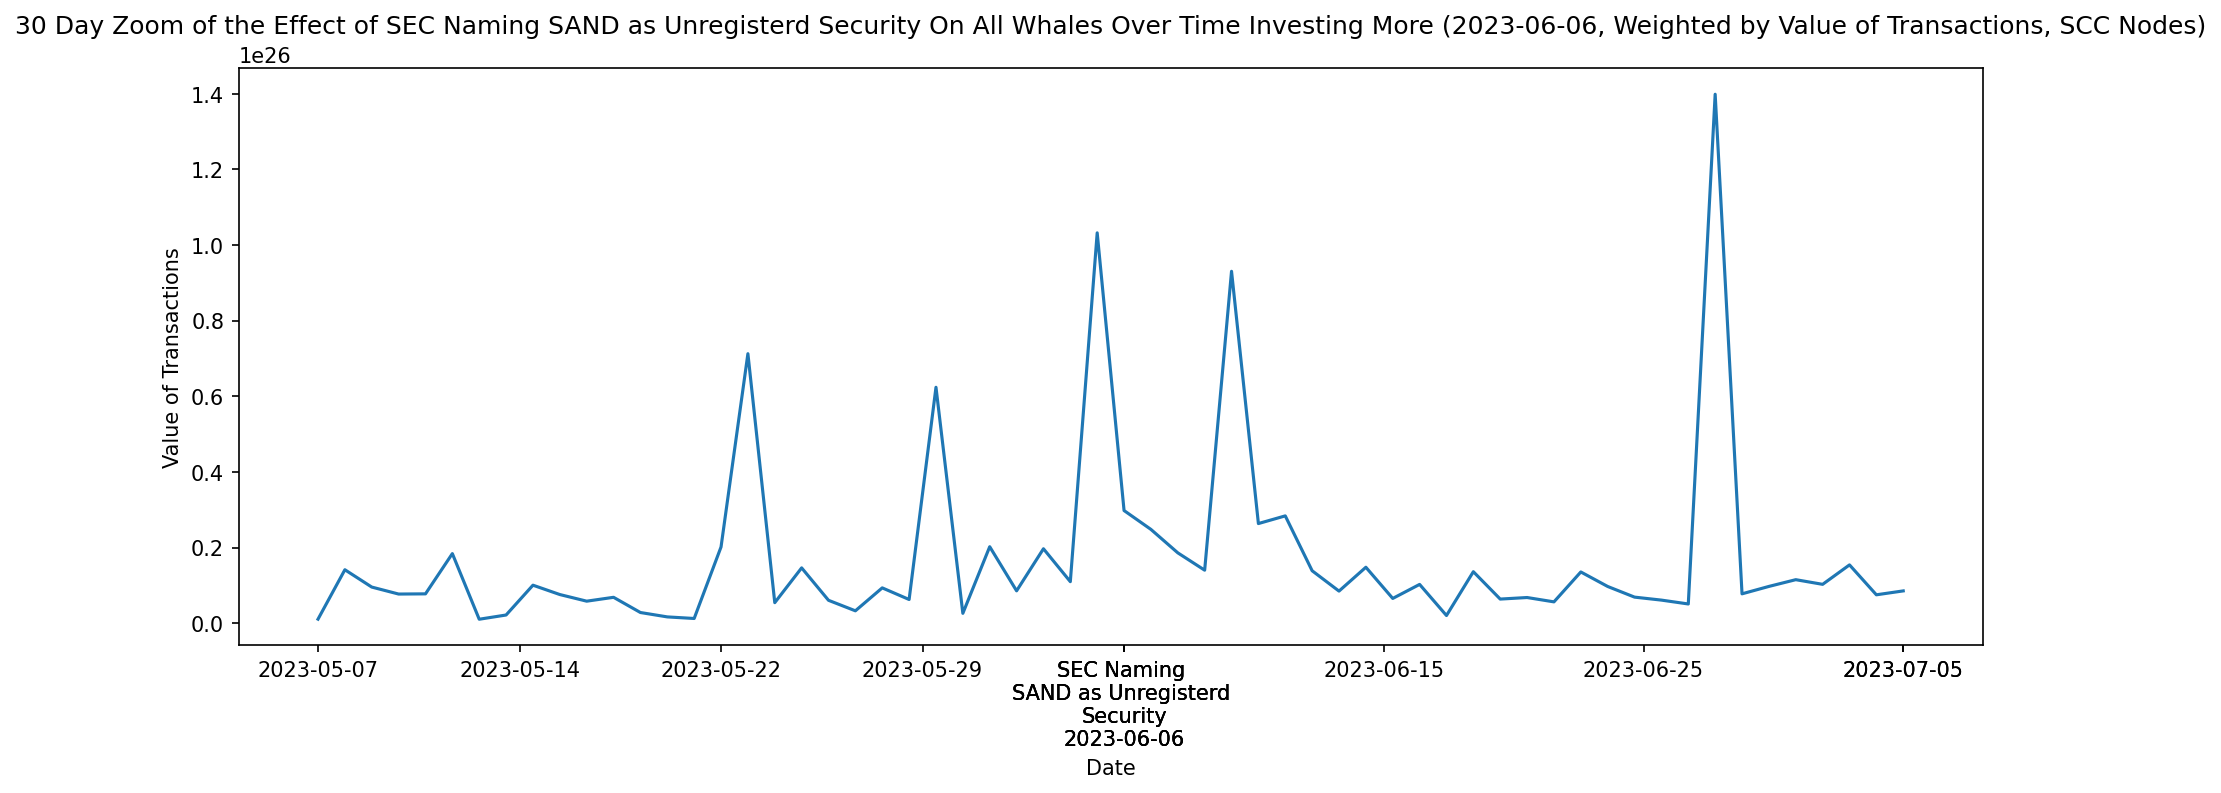 30 Day Zoom of the Effect of SEC Naming SAND as Unregisterd Security On All Whales Over Time Investing More (2023-06-06, Weighted by Value of Transactions, SCC Nodes)
1e26
1.4
1.2
1.0
0.8
0.6
0.4
0.2
0.0
Value of Transactions
2023-05-07 2023-05-14 2023-05-22 2023-05-29 SEC Naming 2023-06-15 2023-06-25 2023-07-05
SAND as Unregisterd
Security
2023-06-06
Date